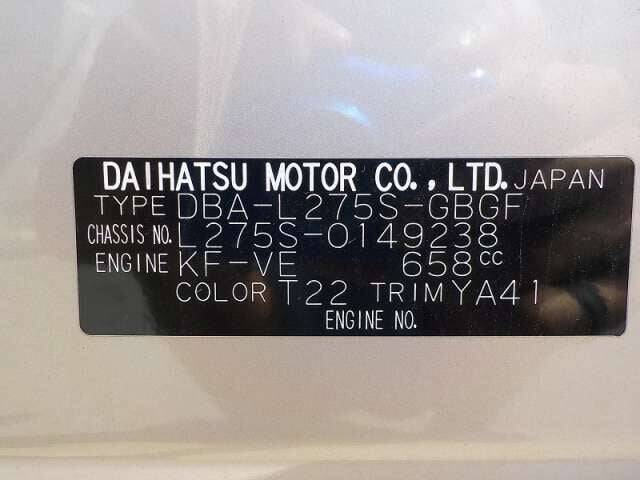 DAIHATSU MOTOR CO., LTD. JAPAN
TYPE DBA-L275S-GBGF
CHASSIS NO. L275S-0149238
ENGINE KF-VE 658cc
COLOR T22 TRIM YA41
ENGINE NO.